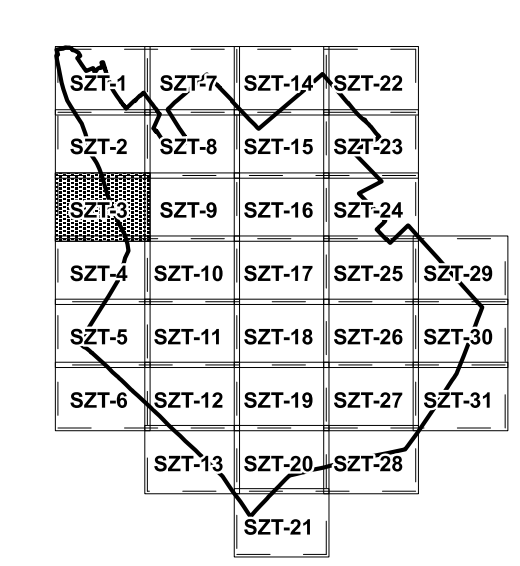 SZT-1 SZT-7 SZT-14 SZT-22
SZT-2 SZT-8 SZT-15 SZT-23
SZT-3 SZT-9 SZT-16 SZT-24
SZT-4 SZT-10 SZT-17 SZT-25 SZT-29
SZT-5 SZT-11 SZT-18 SZT-26 SZT-30
SZT-6 SZT-12 SZT-19 SZT-27 SZT-31
SZT-13 SZT-20 SZT-28
SZT-21